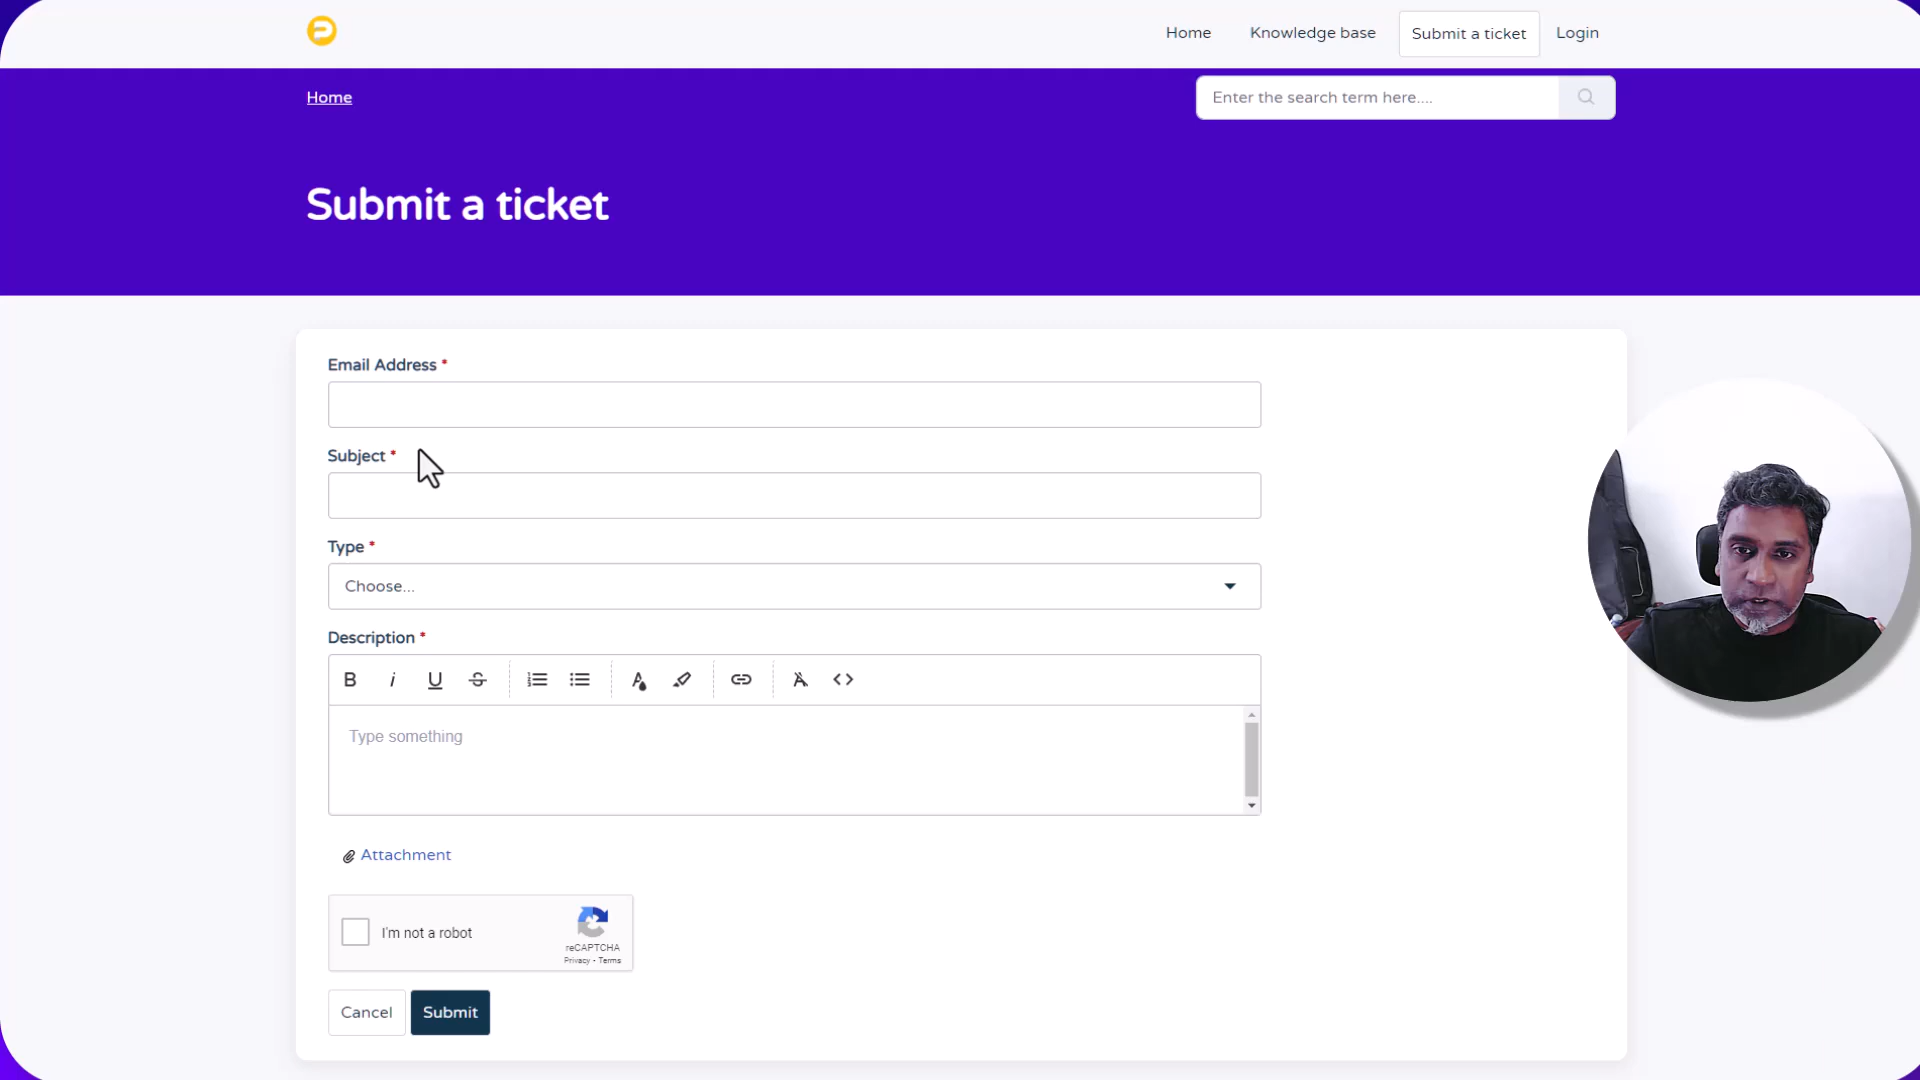 Home Knowledge base Submit a ticket Login
Home
Enter the search term here....
Submit a ticket
Email Address *
Subject *
Type *
Choose...
Description *
B i U S
Type something
Attachment
I'm not a robot
reCAPTCHA
Privacy - Terms
Cancel Submit